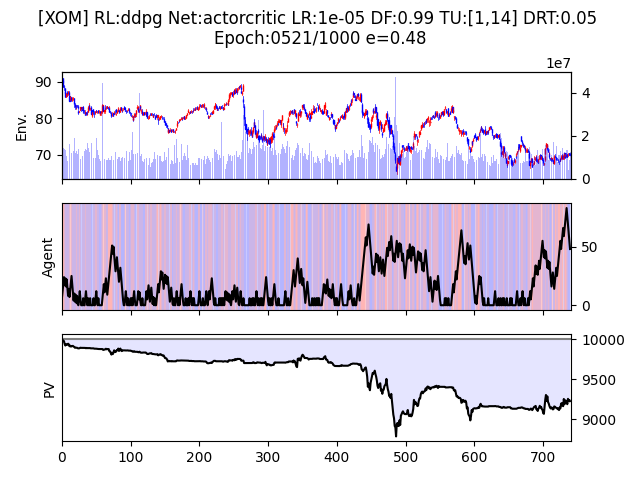 [XOM] RL:ddpg Net:actorcritic LR:1e-05 DF:0.99 TU:[1,14] DRT:0.05
Epoch:0521/1000 e=0.48
1e7
90
80
70
Env.
4
2
0
Agent
50
0
PV
10000
9500
9000
0 100 200 300 400 500 600 700